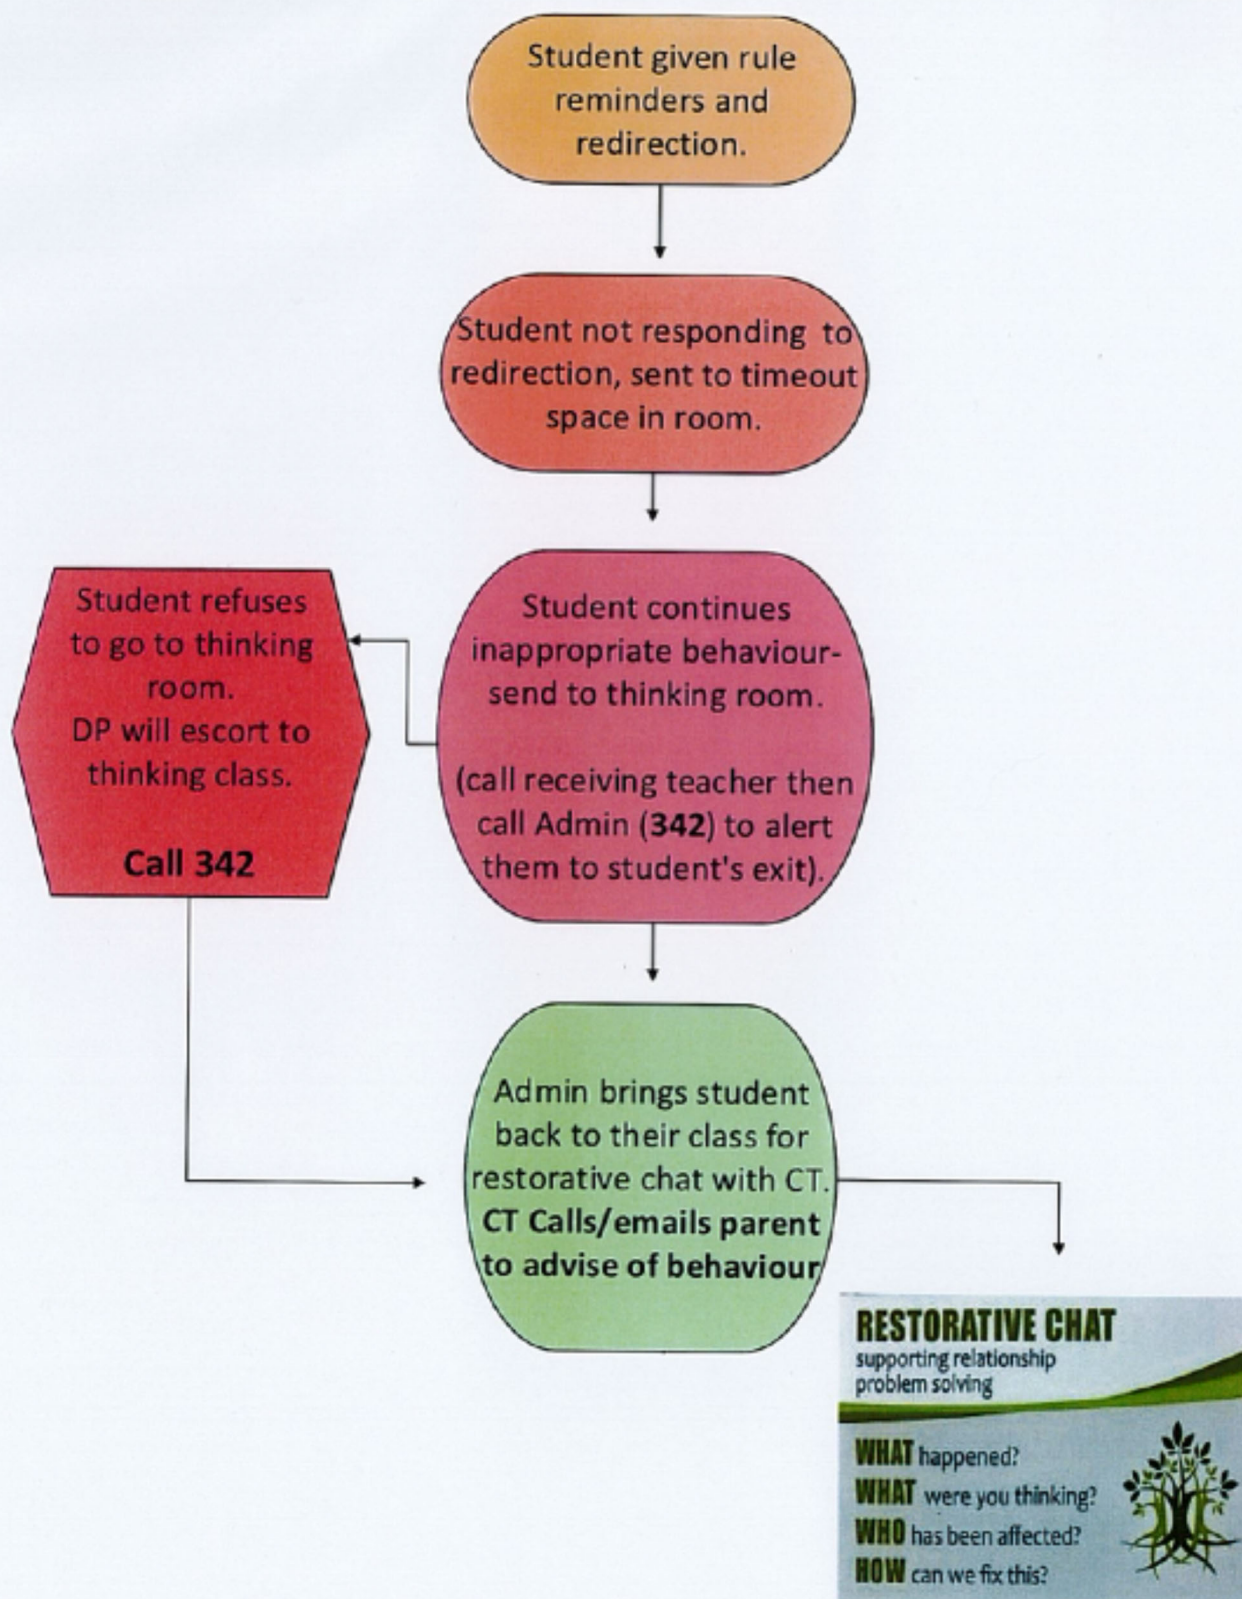 Student given rule
reminders and
redirection.
Student not responding to
redirection, sent to timeout
space in room.
Student refuses
to go to thinking
room.
DP will escort to
thinking class.
Call 342
Student continues
inappropriate behaviour-
send to thinking room.
(call receiving teacher then
call Admin (342) to alert
them to student's exit).
Admin brings student
back to their class for
restorative chat with CT.
CT Calls/emails parent
to advise of behaviour
RESTORATIVE CHAT
supporting relationship
problem solving
WHAT happened?
WHAT were you thinking?
WHO has been affected?
HOW can we fix this?